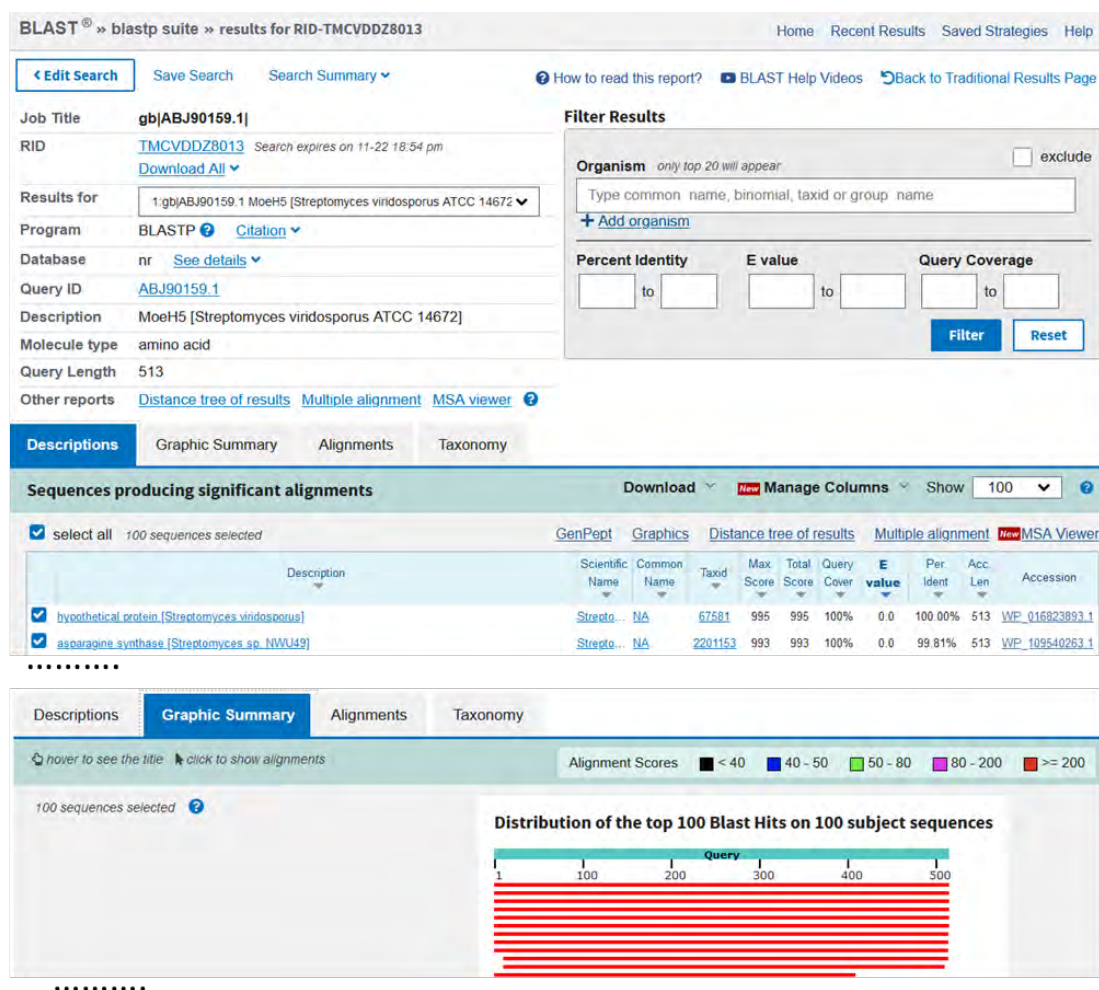 BLAST ® » blastp suite » results for RID-TMCVDDZ8013 Home Recent Results Saved Strategies Help
< Edit Search Save Search Search Summary How to read this report? BLAST Help Videos Back to Traditional Results Page
Job Title gb|ABJ90159.1|
RID TMCVDDZ8013 Search expires on 11-22 18:54 pm
Download All
Results for 1:gb|ABJ90159.1 MoeH5 [Streptomyces viridosporus ATCC 14672
Program BLASTP ? Citation
Database nr See details
Query ID ABJ90159.1
Description MoeH5 [Streptomyces viridosporus ATCC 14672]
Molecule type amino acid
Query Length 513
Other reports Distance tree of results Multiple alignment MSA viewer ?
Filter Results
Organism only top 20 will appear exclude
Type common name, binomial, taxid or group name
+ Add organism
Percent Identity E value Query Coverage
to to to
Filter Reset
Descriptions Graphic Summary Alignments Taxonomy
Sequences producing significant alignments Download New Manage Columns Show 100 ?
select all 100 sequences selected GenPept Graphics Distance tree of results Multiple alignment New MSA Viewer
Description Scientific Name Common Name Taxid Max Score Total Score Query Cover E value Per. Ident Acc. Len Accession
hypothetical protein [Streptomyces viridosporus] Strepto... NA 67581 995 995 100% 0.0 100.00% 513 WP_016823893.1
asparagine synthase [Streptomyces sp. NWU49] Strepto... NA 2201153 993 993 100% 0.0 99.81% 513 WP_109540263.1
..........
Descriptions Graphic Summary Alignments Taxonomy
hover to see the title click to show alignments Alignment Scores < 40 40 - 50 50 - 80 80 - 200 >= 200
100 sequences selected ?
Distribution of the top 100 Blast Hits on 100 subject sequences
Query
1 100 200 300 400 500
..........